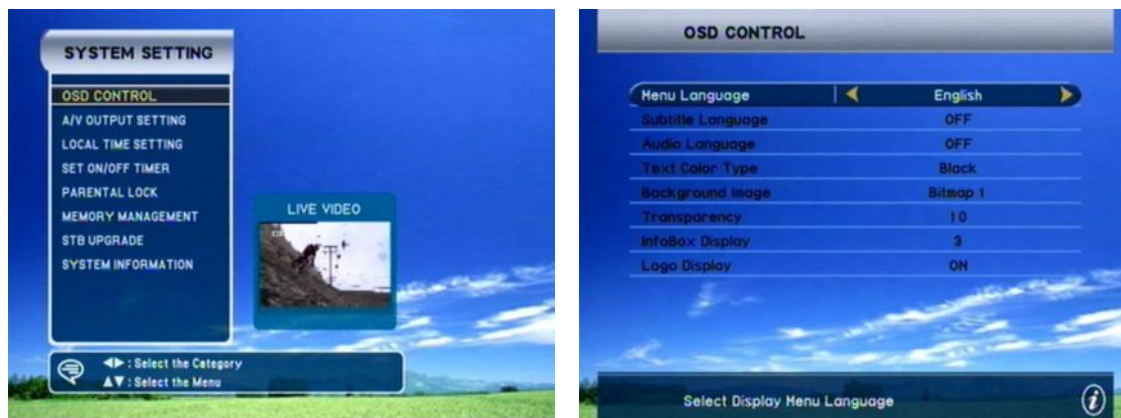 SYSTEM SETTING
OSD CONTROL
A/V OUTPUT SETTING
LOCAL TIME SETTING
SET ON/OFF TIMER
PARENTAL LOCK
MEMORY MANAGEMENT
STB UPGRADE
SYSTEM INFORMATION
LIVE VIDEO
◀▶ : Select the Category
▲▼ : Select the Menu
OSD CONTROL
Menu Language English
Subtitle Language OFF
Audio Language OFF
Text Color Type Black
Background Image Bitmap 1
Transparency 10
InfoBox Display 3
Logo Display ON
Select Display Menu Language
i